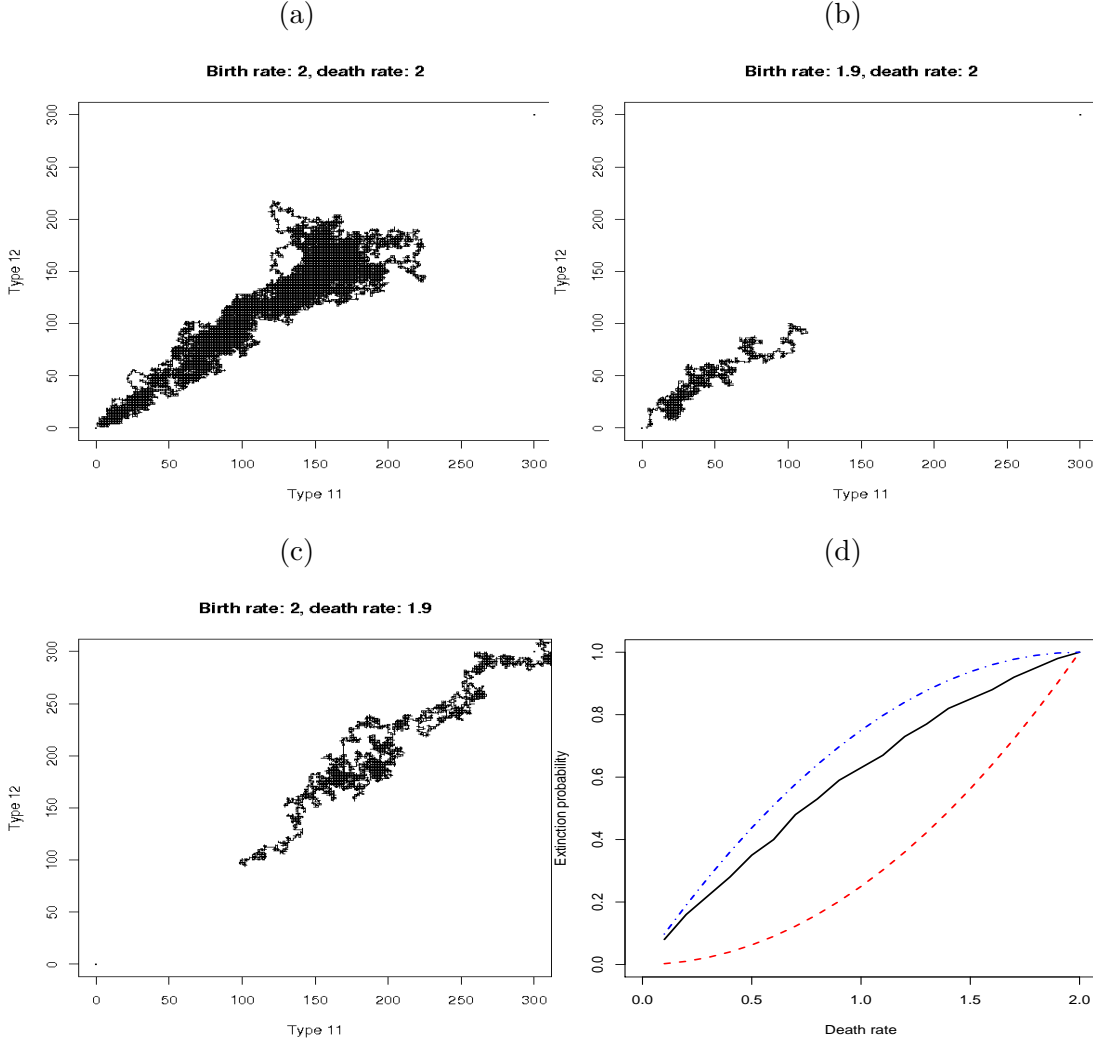 (a)
Birth rate: 2, death rate: 2
Type 12
300
250
200
150
100
50
0
0 50 100 150 200 250 300
Type 11
(b)
Birth rate: 1.9, death rate: 2
Type 12
300
250
200
150
100
50
0
0 50 100 150 200 250 300
Type 11
(c)
Birth rate: 2, death rate: 1.9
Type 12
300
250
200
150
100
50
0
0 50 100 150 200 250 300
Type 11
(d)
Extinction probability
1.0
0.8
0.6
0.4
0.2
0.0
0.0 0.5 1.0 1.5 2.0
Death rate